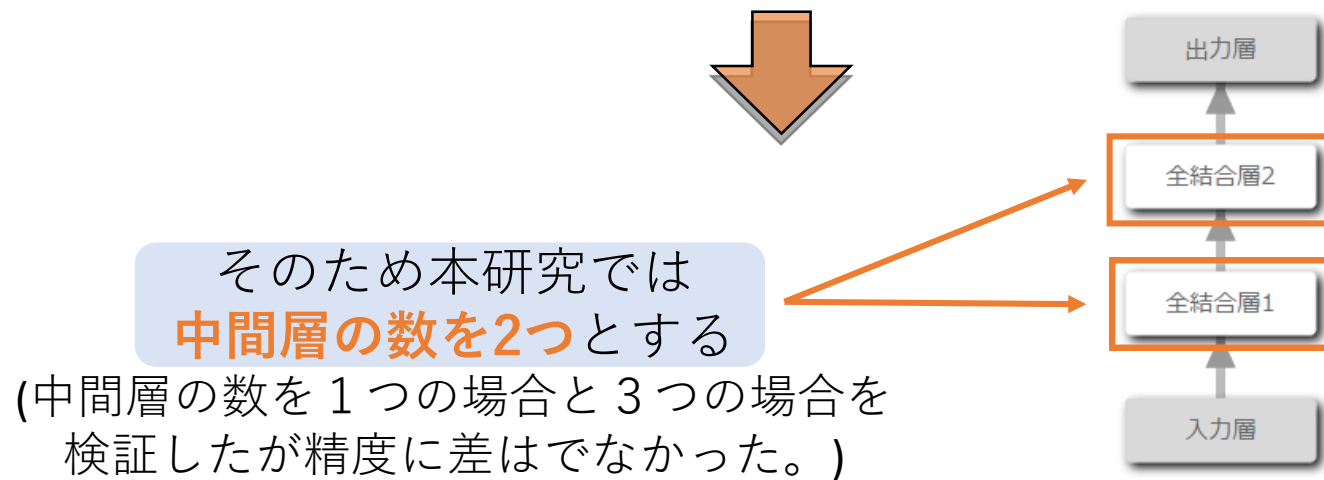 出力層
全結合層2
全結合層1
入力層
そのため本研究では
中間層の数を2つとする
(中間層の数を１つの場合と３つの場合を
検証したが精度に差はでなかった。)